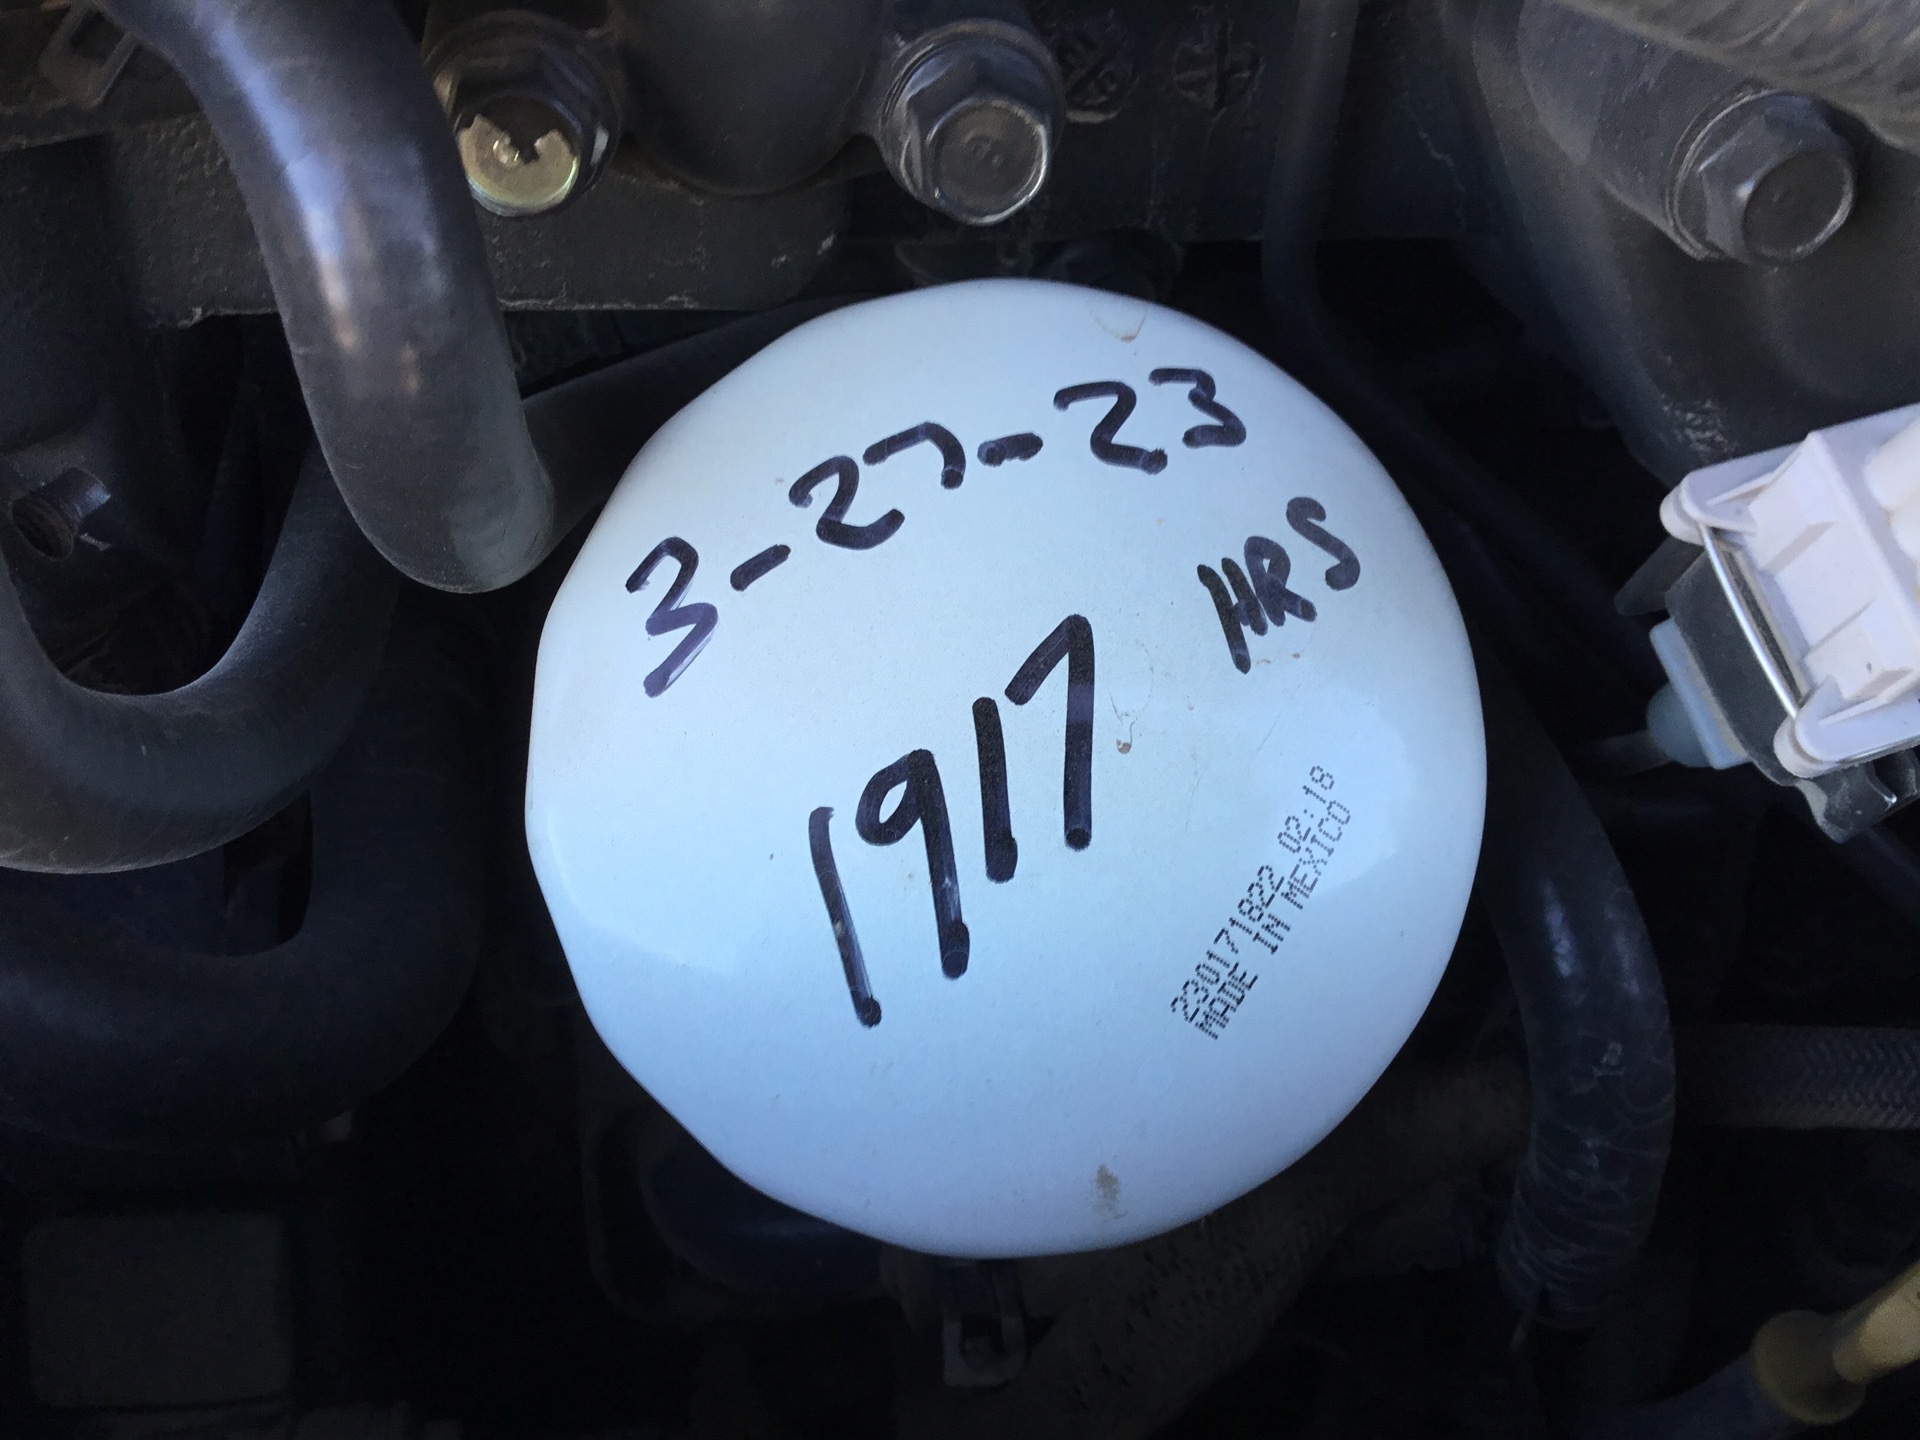 3-27-23
HRS
1917
230171822 02:18
MADE IN MEXICO